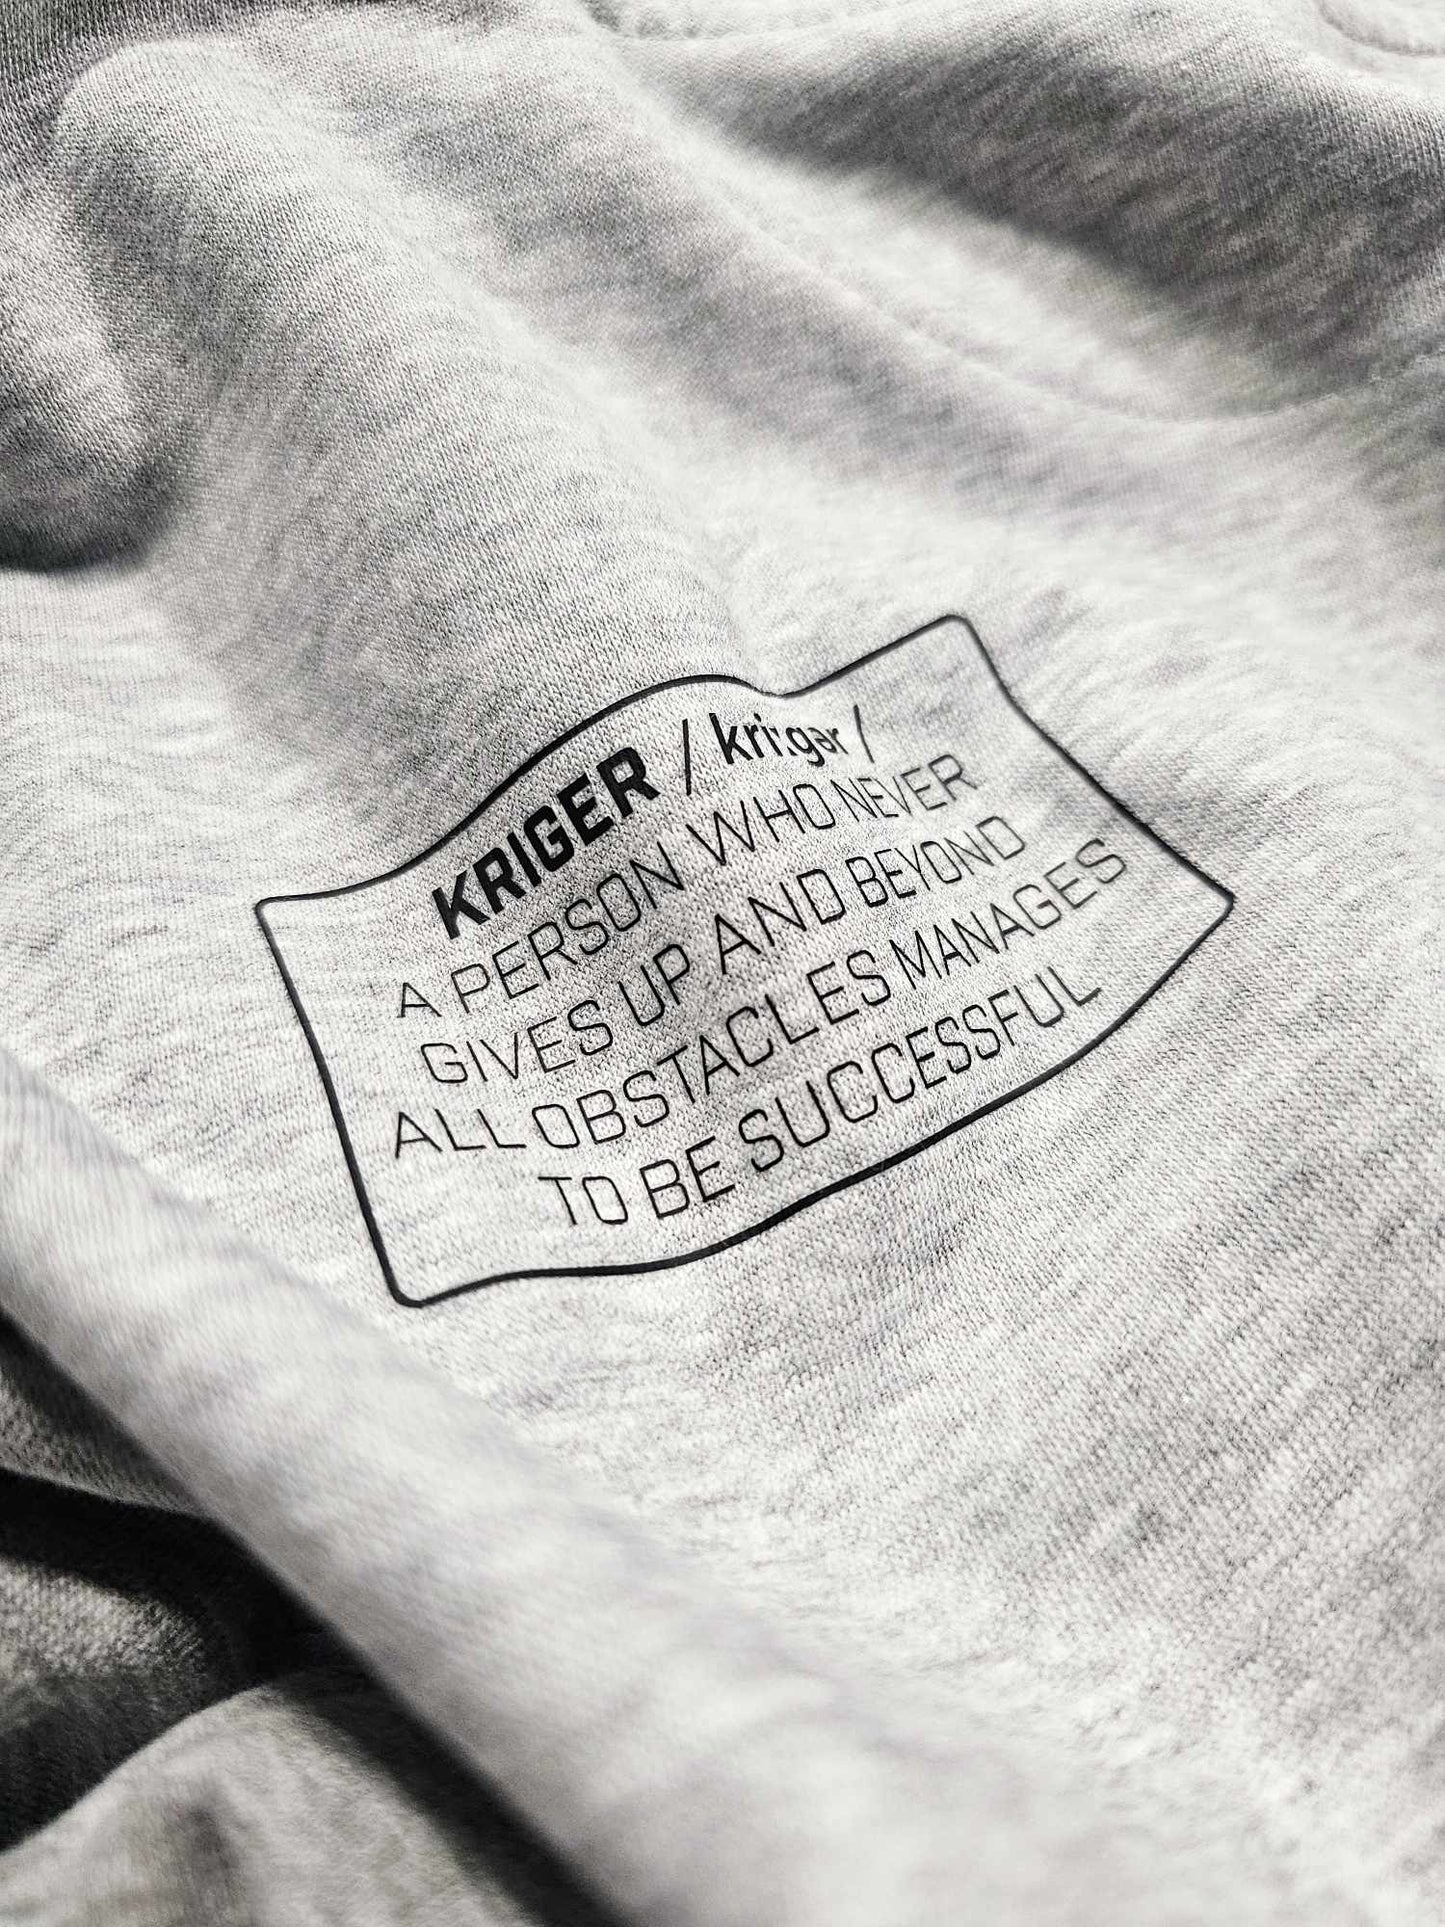 KRIGER / kri:gər /
A PERSON WHO NEVER
GIVES UP AND BEYOND
ALL OBSTACLES MANAGES
TO BE SUCCESSFUL